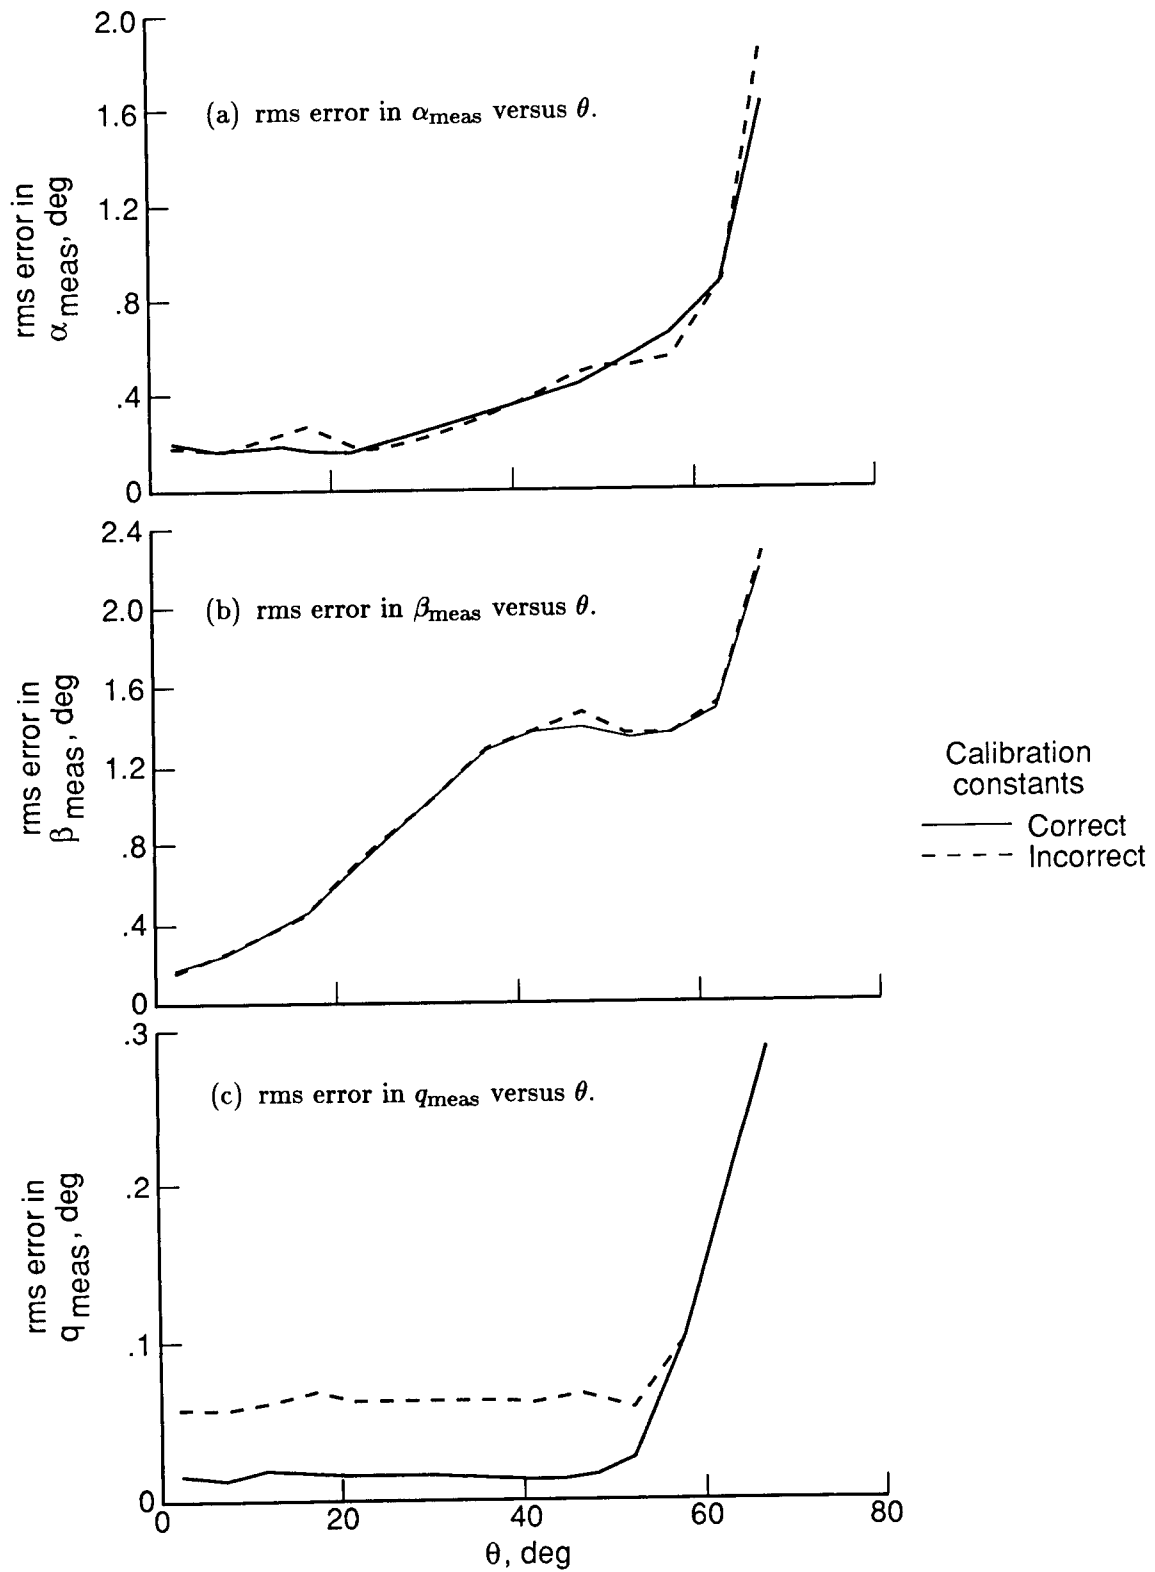 2.0
(a) rms error in αmeas versus θ.
1.6
1.2
.8
.4
0
rms error in
αmeas, deg
2.4
(b) rms error in βmeas versus θ.
2.0
1.6
1.2
.8
.4
0
rms error in
βmeas, deg
Calibration
constants
Correct
Incorrect
.3
(c) rms error in qmeas versus θ.
.2
.1
0
rms error in
qmeas, deg
0 20 40 60 80
θ, deg